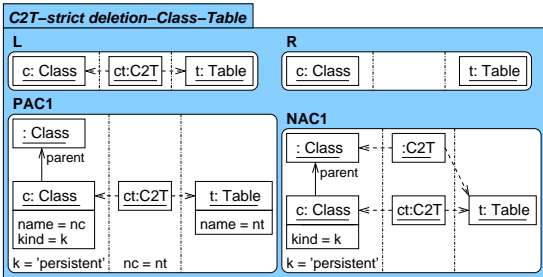 C2T–strict deletion–Class–Table
L
c: Class
ct:C2T
t: Table
R
c: Class
t: Table
PAC1
: Class
parent
c: Class
name = nc
kind = k
ct:C2T
t: Table
name = nt
k = 'persistent'
nc = nt
NAC1
: Class
:C2T
parent
c: Class
kind = k
ct:C2T
t: Table
k = 'persistent'